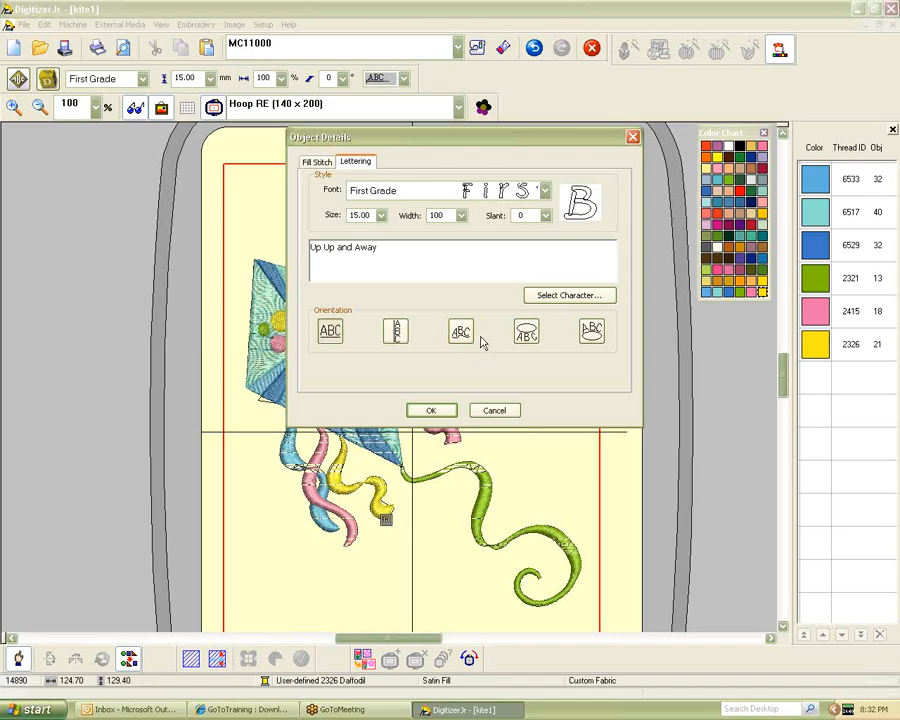 DigitizerJr - [kite1]
File Edit Machine External Media View Embroidery Image Setup Help
MC11000
First Grade 15.00 mm 100 % 0 ABC
100 % Hoop RE (140 x 200)
Object Details
Fill Stitch Lettering
Style
Font: First Grade F i r s
B
Size: 15.00 Width: 100 Slant: 0
Up Up and Away
Select Character...
Orientation
ABC ABC ABC ABC ABC
OK Cancel
Color Chart...
Color Thread ID Obj
6533 32
6517 40
6529 32
2321 13
2415 18
2326 21
14890 124.70 129.40 User-defined 2326 Daffodil Satin Fill Custom Fabric
start Inbox - Microsoft Out... GoToTraining : Downl... GoToMeeting DigitizerJr - [kite1] Search Desktop 8:32 PM